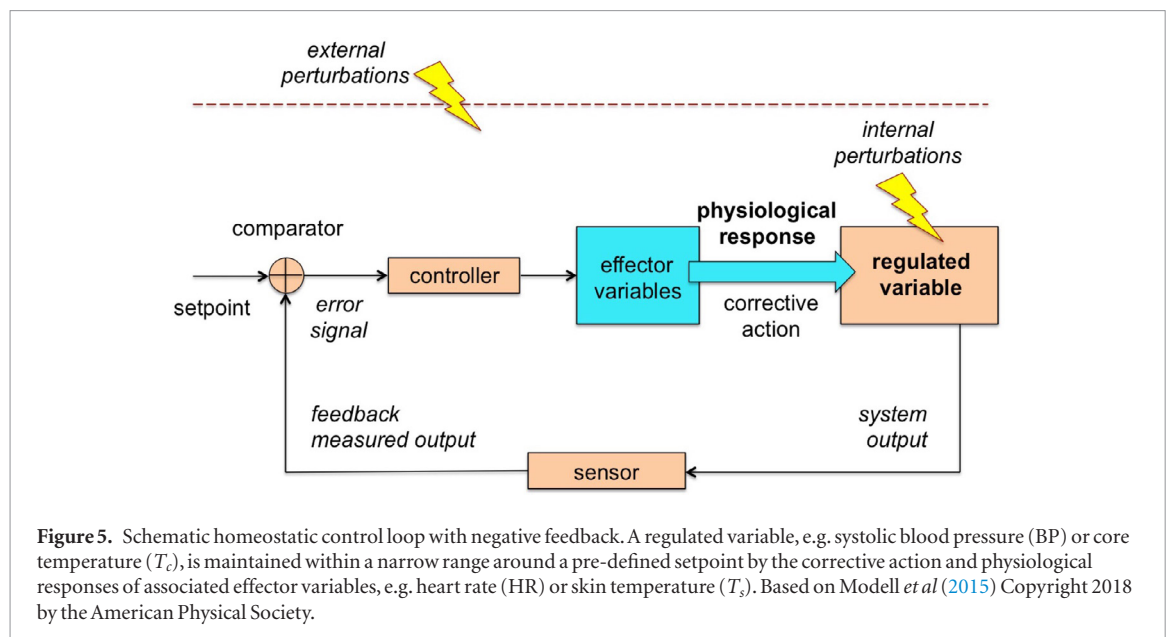 external
perturbations
internal
perturbations
physiological
response
comparator
controller
effector
variables
regulated
variable
setpoint
error
signal
corrective
action
feedback
measured output
system
output
sensor
Figure 5. Schematic homeostatic control loop with negative feedback. A regulated variable, e.g. systolic blood pressure (BP) or core
temperature (Tc), is maintained within a narrow range around a pre-defined setpoint by the corrective action and physiological
responses of associated effector variables, e.g. heart rate (HR) or skin temperature (Ts). Based on Modell et al (2015) Copyright 2018
by the American Physical Society.